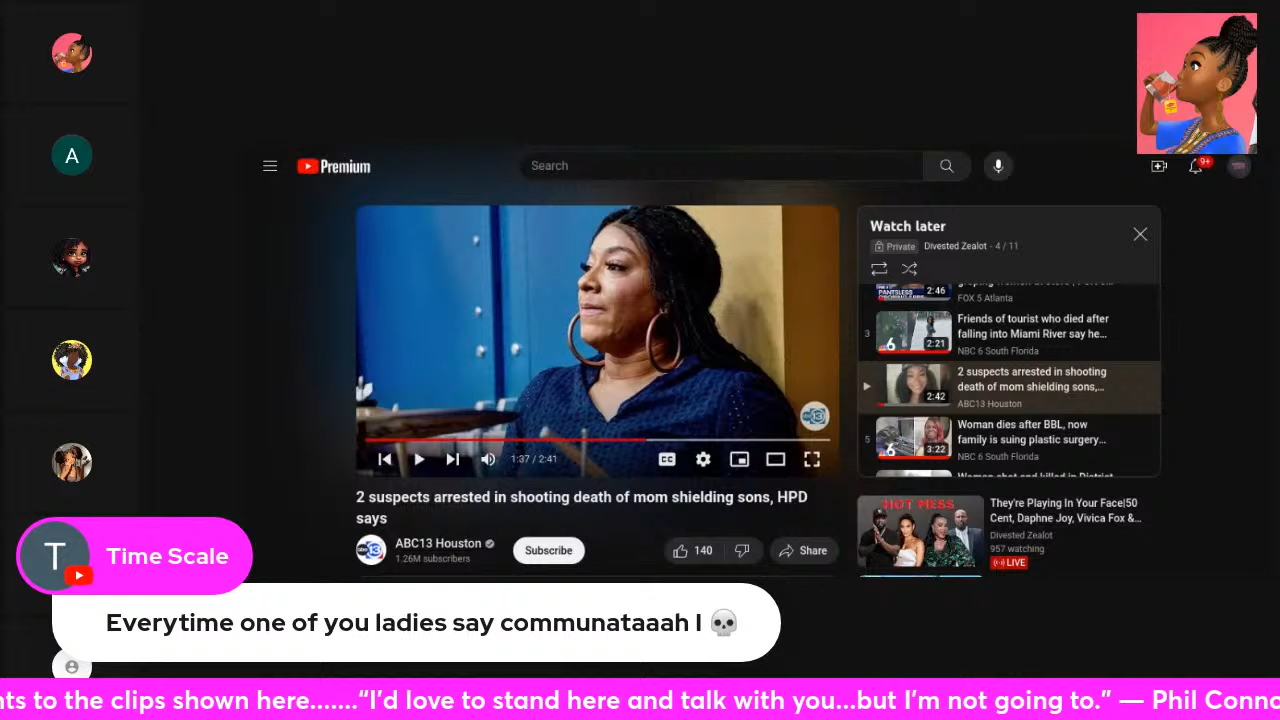 A
Premium
Search
9+
Watch later
Private Divested Zealot - 4 / 11
2:46
FOX 5 Atlanta
3
6
2:21
Friends of tourist who died after
falling into Miami River say he...
NBC 6 South Florida
2:42
2 suspects arrested in shooting
death of mom shielding sons,...
ABC13 Houston
5
6
3:22
Woman dies after BBL, now
family is suing plastic surgery...
NBC 6 South Florida
13
CC
1:37 / 2:41
2 suspects arrested in shooting death of mom shielding sons, HPD
says
ABC13 Houston
1.26M subscribers
Subscribe
140
Share
HOT MESS
They're Playing In Your Face|50
Cent, Daphne Joy, Vivica Fox &...
Divested Zealot
957 watching
LIVE
T
Time Scale
Everytime one of you ladies say communataaah I 💀
nts to the clips shown here.......“I’d love to stand here and talk with you...but I’m not going to.” — Phil Conno